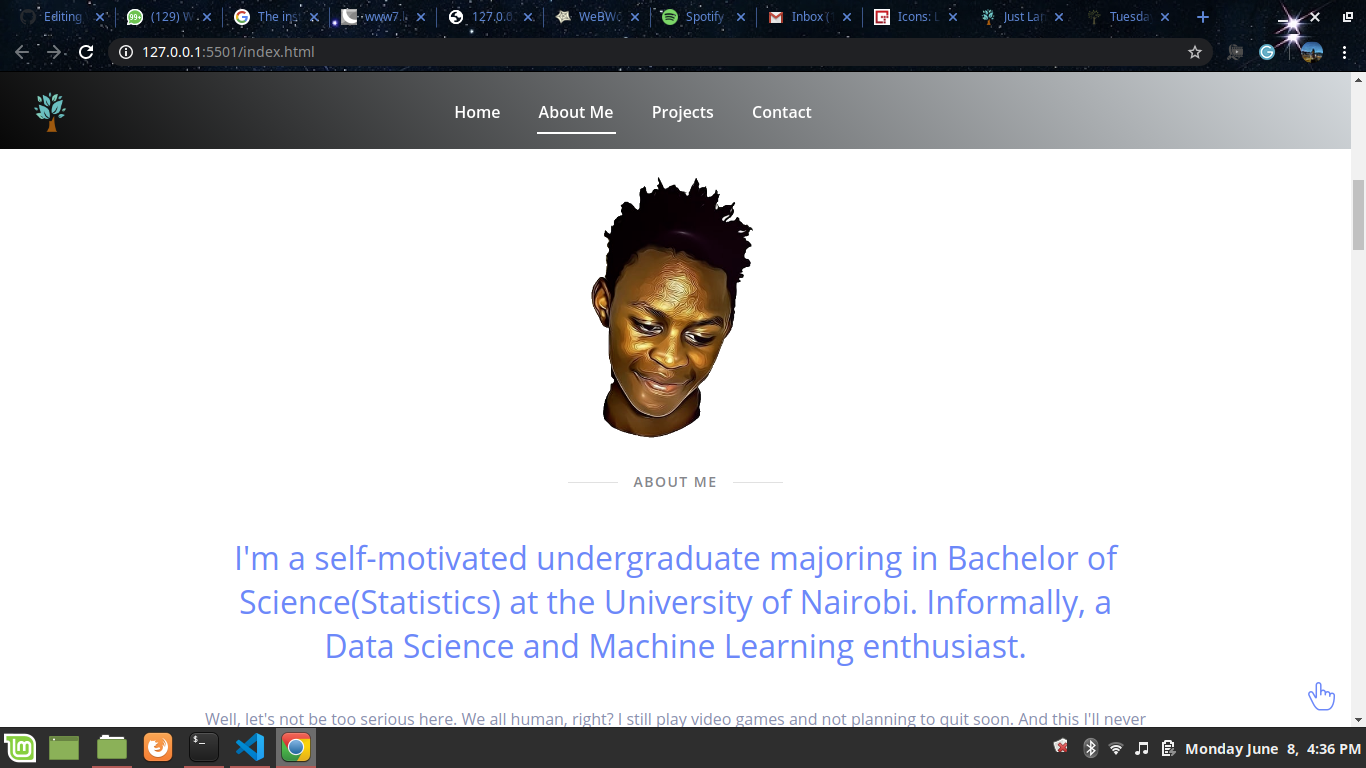 Editing (129) W The ins www7.l 127.0.0. WeBWo Spotify Inbox ( Icons: L Just Lar Tuesda
127.0.0.1:5501/index.html
Home About Me Projects Contact
ABOUT ME
I'm a self-motivated undergraduate majoring in Bachelor of
Science(Statistics) at the University of Nairobi. Informally, a
Data Science and Machine Learning enthusiast.
Well, let's not be too serious here. We all human, right? I still play video games and not planning to quit soon. And this I'll never
Monday June 8, 4:36 PM